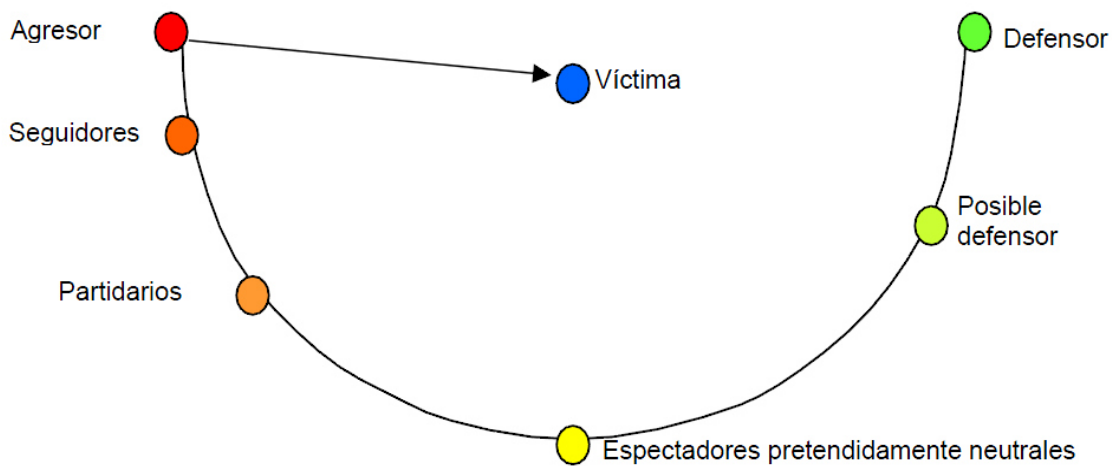 Agresor
Defensor
Víctima
Seguidores
Posible
defensor
Partidarios
Espectadores pretendidamente neutrales